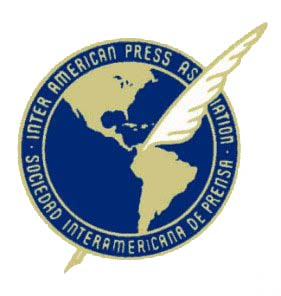 · INTER AMERICAN PRESS AS  IATION ·
SOCIEDAD INTERAMERICANA DE PRENSA